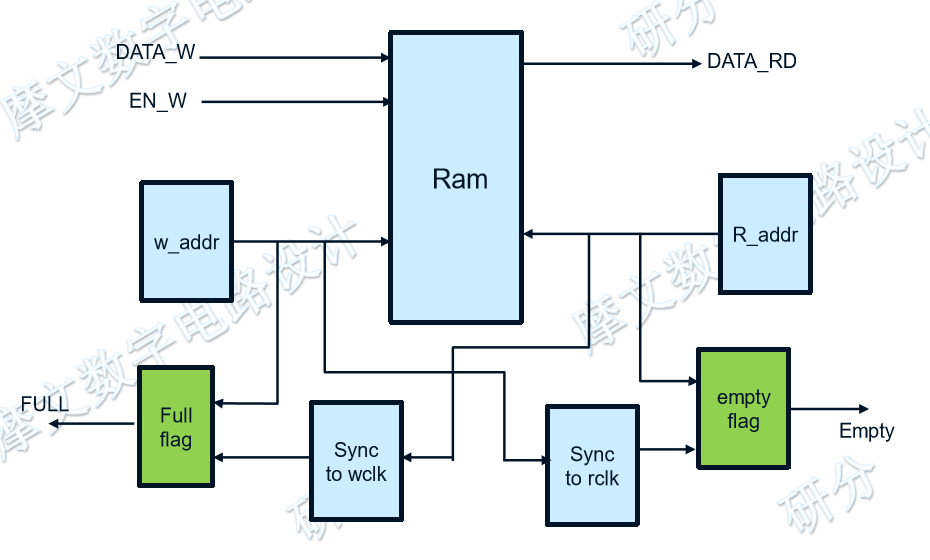 摩文数字电路设计
研分
DATA_W
DATA_RD
EN_W
Ram
w_addr
R_addr
摩文数字电路设计
摩文数字电路设计
FULL
Full
flag
empty
flag
Empty
Sync
to wclk
Sync
to rclk
研分
研分